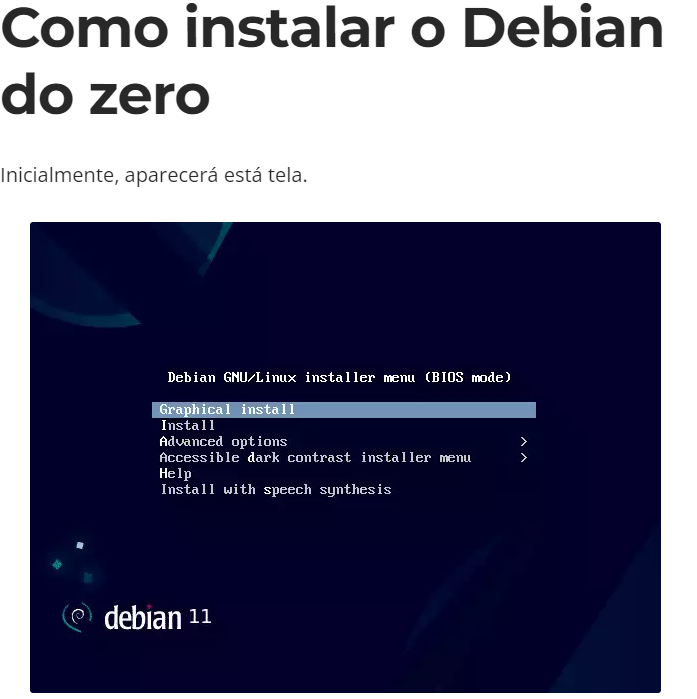 Como instalar o Debian
do zero
Inicialmente, aparecerá está tela.
Debian GNU/Linux installer menu (BIOS mode)
Graphical install
Install
Advanced options >
Accessible dark contrast installer menu >
Help
Install with speech synthesis
debian 11